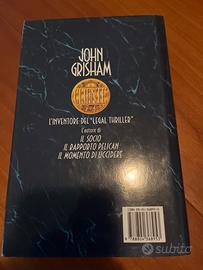 JOHN
GRISHAM
L'INVENTORE DEL "LEGAL THRILLER"
L'autore di
IL SOCIO
IL RAPPORTO PELICAN
IL MOMENTO DI UCCIDERE
subito